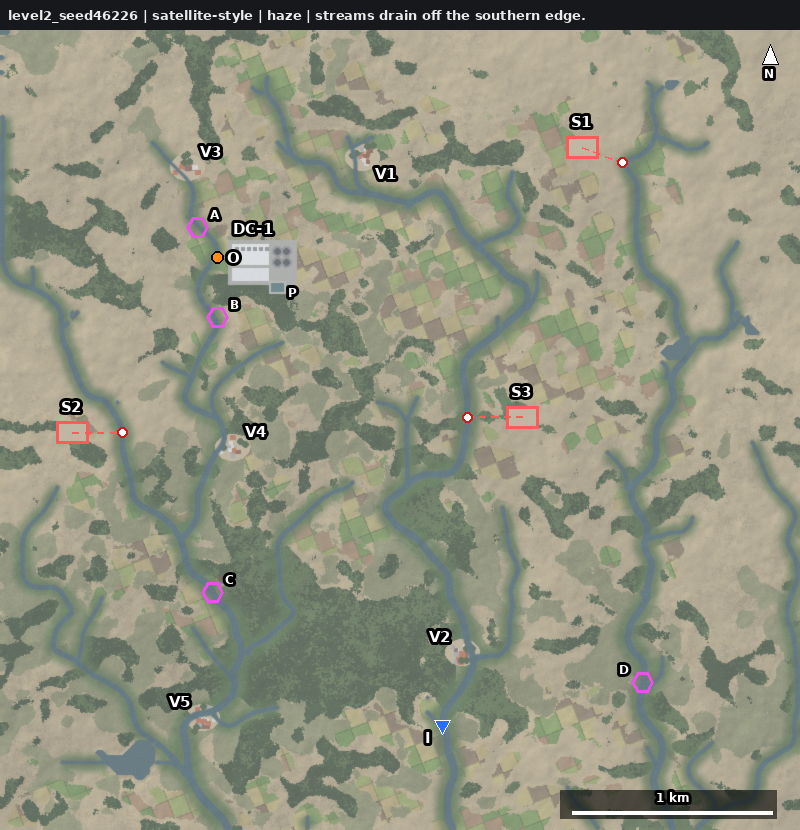 level2_seed46226 | satellite-style | haze | streams drain off the southern edge.
N
S1
V3
V1
A
DC-1
O
P
B
S3
S2
V4
C
V2
D
V5
I
1 km